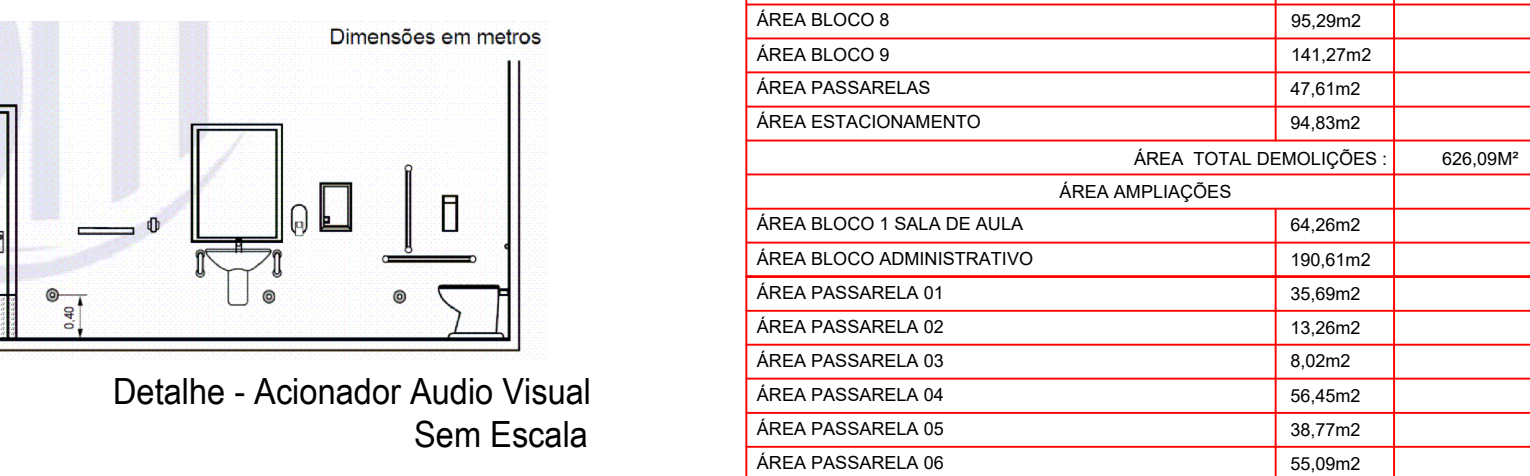 Dimensões em metros
0,40
Detalhe - Acionador Audio Visual
Sem Escala
ÁREA BLOCO 8 95,29m2
ÁREA BLOCO 9 141,27m2
ÁREA PASSARELAS 47,61m2
ÁREA ESTACIONAMENTO 94,83m2
ÁREA TOTAL DEMOLIÇÕES : 626,09M²
ÁREA AMPLIAÇÕES
ÁREA BLOCO 1 SALA DE AULA 64,26m2
ÁREA BLOCO ADMINISTRATIVO 190,61m2
ÁREA PASSARELA 01 35,69m2
ÁREA PASSARELA 02 13,26m2
ÁREA PASSARELA 03 8,02m2
ÁREA PASSARELA 04 56,45m2
ÁREA PASSARELA 05 38,77m2
ÁREA PASSARELA 06 55,09m2